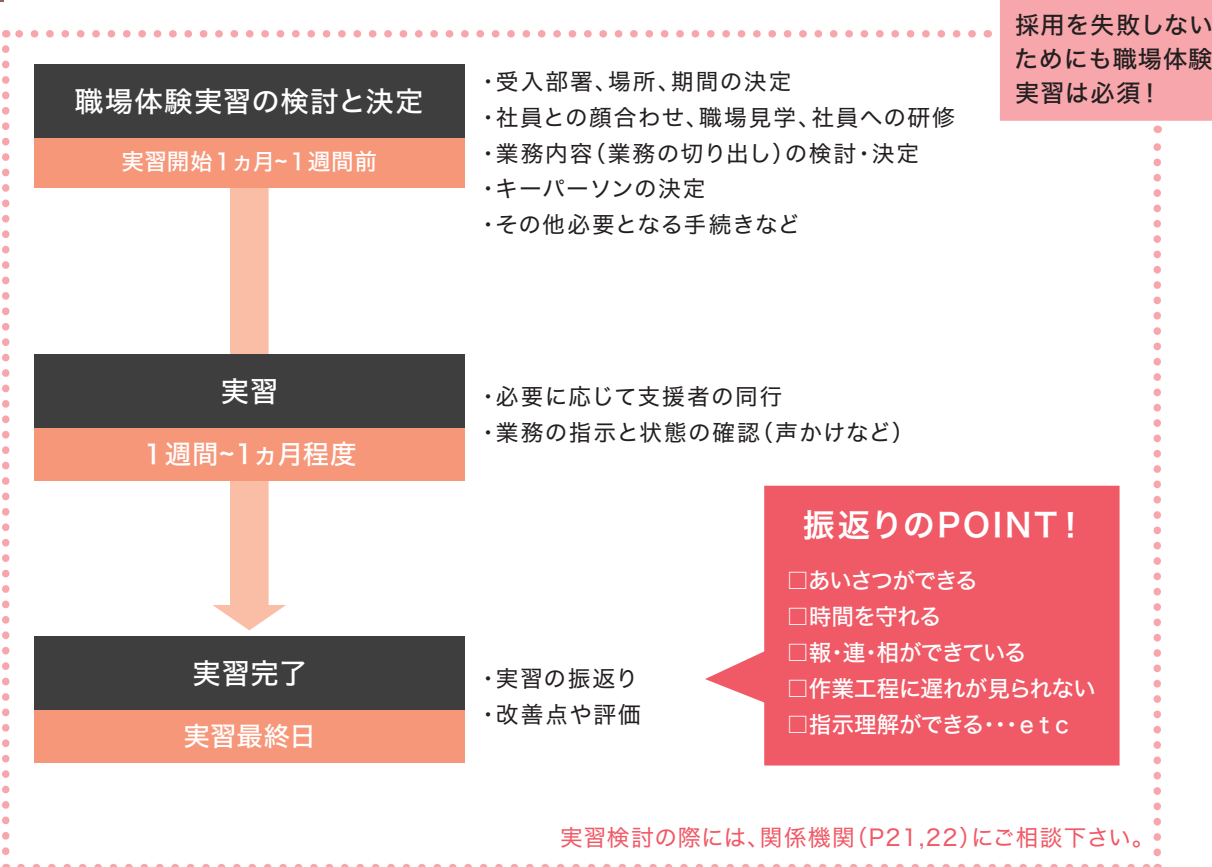 採用を失敗しない
ためにも職場体験
実習は必須！
職場体験実習の検討と決定
実習開始1ヵ月~1週間前
・受入部署、場所、期間の決定
・社員との顔合わせ、職場見学、社員への研修
・業務内容（業務の切り出し）の検討・決定
・キーパーソンの決定
・その他必要となる手続きなど
実習
1週間~1ヵ月程度
・必要に応じて支援者の同行
・業務の指示と状態の確認（声かけなど）
実習完了
実習最終日
・実習の振返り
・改善点や評価
振返りのPOINT！
□あいさつができる
□時間を守れる
□報・連・相ができている
□作業工程に遅れが見られない
□指示理解ができる・・・etc
実習検討の際には、関係機関（P21,22）にご相談下さい。